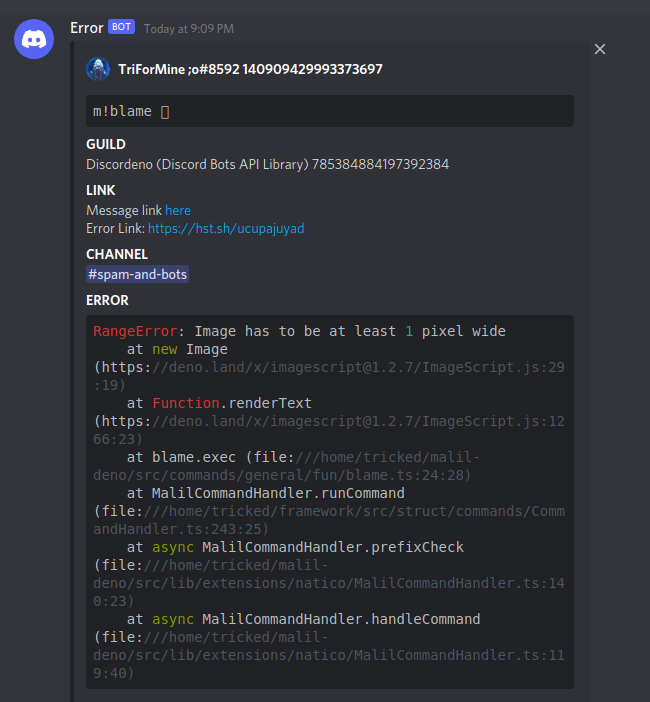 Error BOT Today at 9:09 PM
TriForMine ;o#8592 140909429993373697
m!blame
GUILD
Discordeno (Discord Bots API Library) 785384884197392384
LINK
Message link here
Error Link: https://hst.sh/ucupajuyad
CHANNEL
#spam-and-bots
ERROR
RangeError: Image has to be at least 1 pixel wide
at new Image
(https://deno.land/x/imagescript@1.2.7/ImageScript.js:29
:19)
at Function.renderText
(https://deno.land/x/imagescript@1.2.7/ImageScript.js:12
66:23)
at blame.exec (file:///home/tricked/malil-
deno/src/commands/general/fun/blame.ts:24:28)
at MalilCommandHandler.runCommand
(file:///home/tricked/framework/src/struct/commands/Comm
andHandler.ts:243:25)
at async MalilCommandHandler.prefixCheck
(file:///home/tricked/malil-
deno/src/lib/extensions/natico/MalilCommandHandler.ts:14
0:23)
at async MalilCommandHandler.handleCommand
(file:///home/tricked/malil-
deno/src/lib/extensions/natico/MalilCommandHandler.ts:11
9:40)